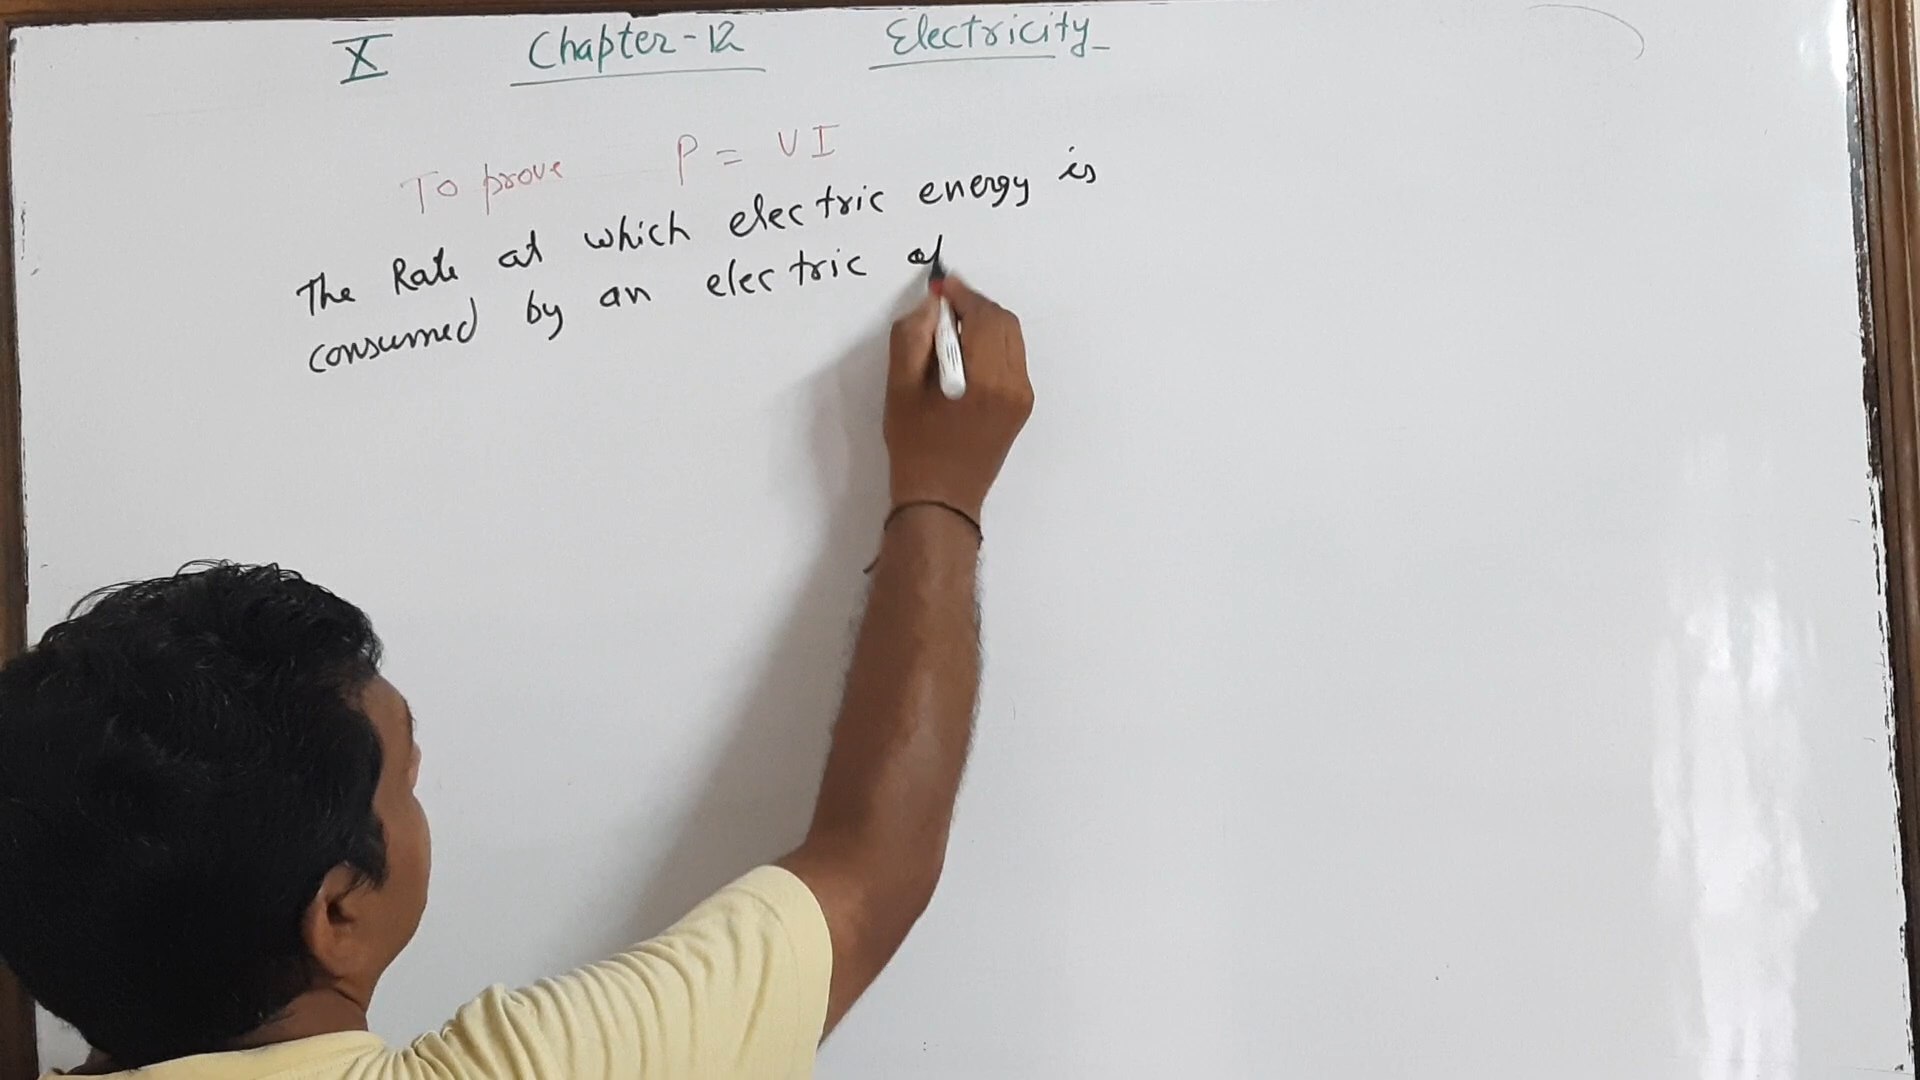 X Chapter-12 Electricity
To prove P = VI
The Rate at which electric energy is
consumed by an electric